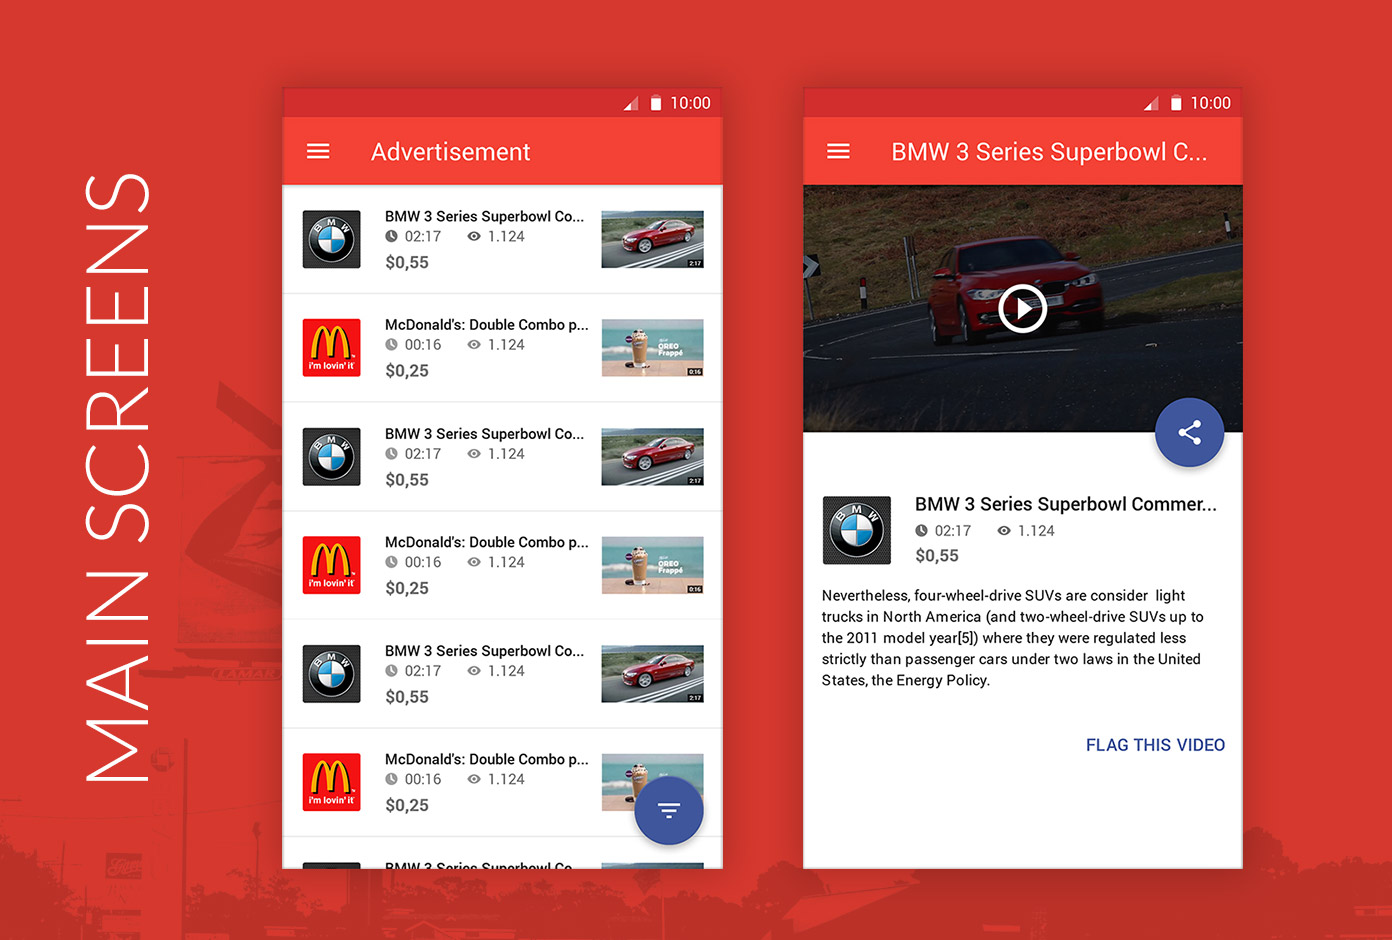 MAIN SCREENS
10:00
Advertisement
BMW 3 Series Superbowl Co...
02:17 1.124
$0,55
2:17
McDonald's: Double Combo p...
00:16 1.124
$0,25
i'm lovin' it
OREO
Frappé
0:16
BMW 3 Series Superbowl Co...
02:17 1.124
$0,55
2:17
McDonald's: Double Combo p...
00:16 1.124
$0,25
i'm lovin' it
OREO
Frappé
0:16
BMW 3 Series Superbowl Co...
02:17 1.124
$0,55
2:17
McDonald's: Double Combo p...
00:16 1.124
$0,25
i'm lovin' it
BMW 3 Series Superbowl Co
10:00
BMW 3 Series Superbowl C...
BMW
BMW 3 Series Superbowl Commer...
02:17 1.124
$0,55
Nevertheless, four-wheel-drive SUVs are consider light
trucks in North America (and two-wheel-drive SUVs up to
the 2011 model year[5]) where they were regulated less
strictly than passenger cars under two laws in the United
States, the Energy Policy.
FLAG THIS VIDEO